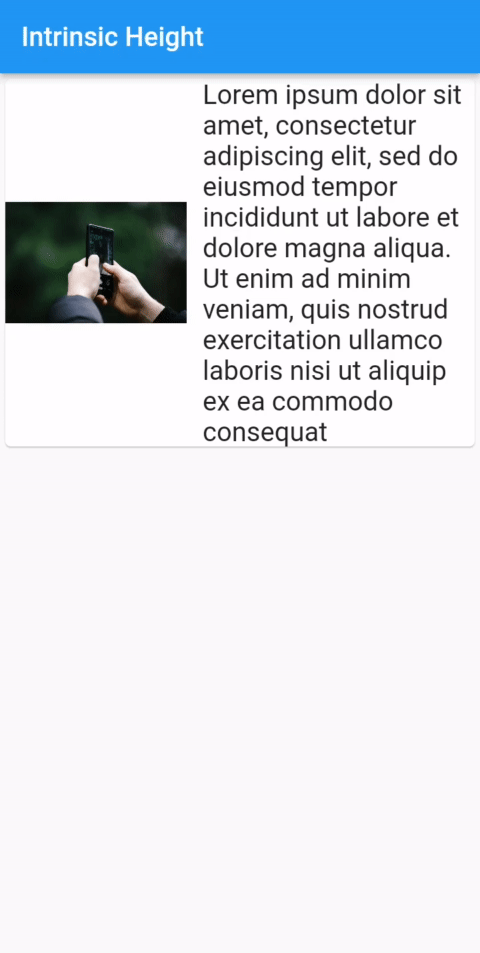 Intrinsic Height
Lorem ipsum dolor sit
amet, consectetur
adipiscing elit, sed do
eiusmod tempor
incididunt ut labore et
dolore magna aliqua.
Ut enim ad minim
veniam, quis nostrud
exercitation ullamco
laboris nisi ut aliquip
ex ea commodo
consequat